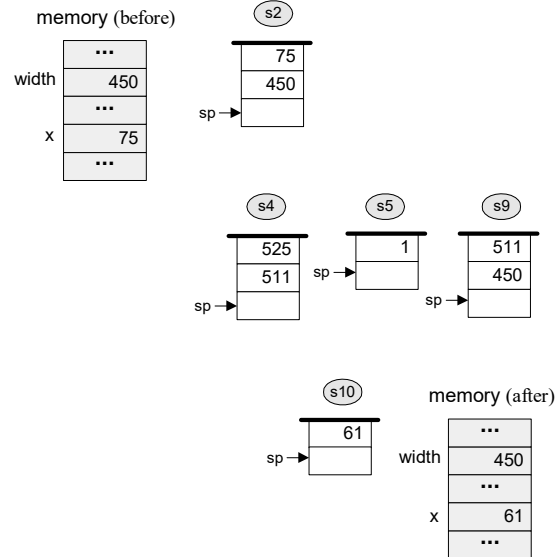 memory (before)
s2
...
width 450
...
x 75
...
75
450
sp
s4
s5
s9
525
511
sp
1
sp
511
450
sp
s10
memory (after)
61
sp
...
width 450
...
x 61
...